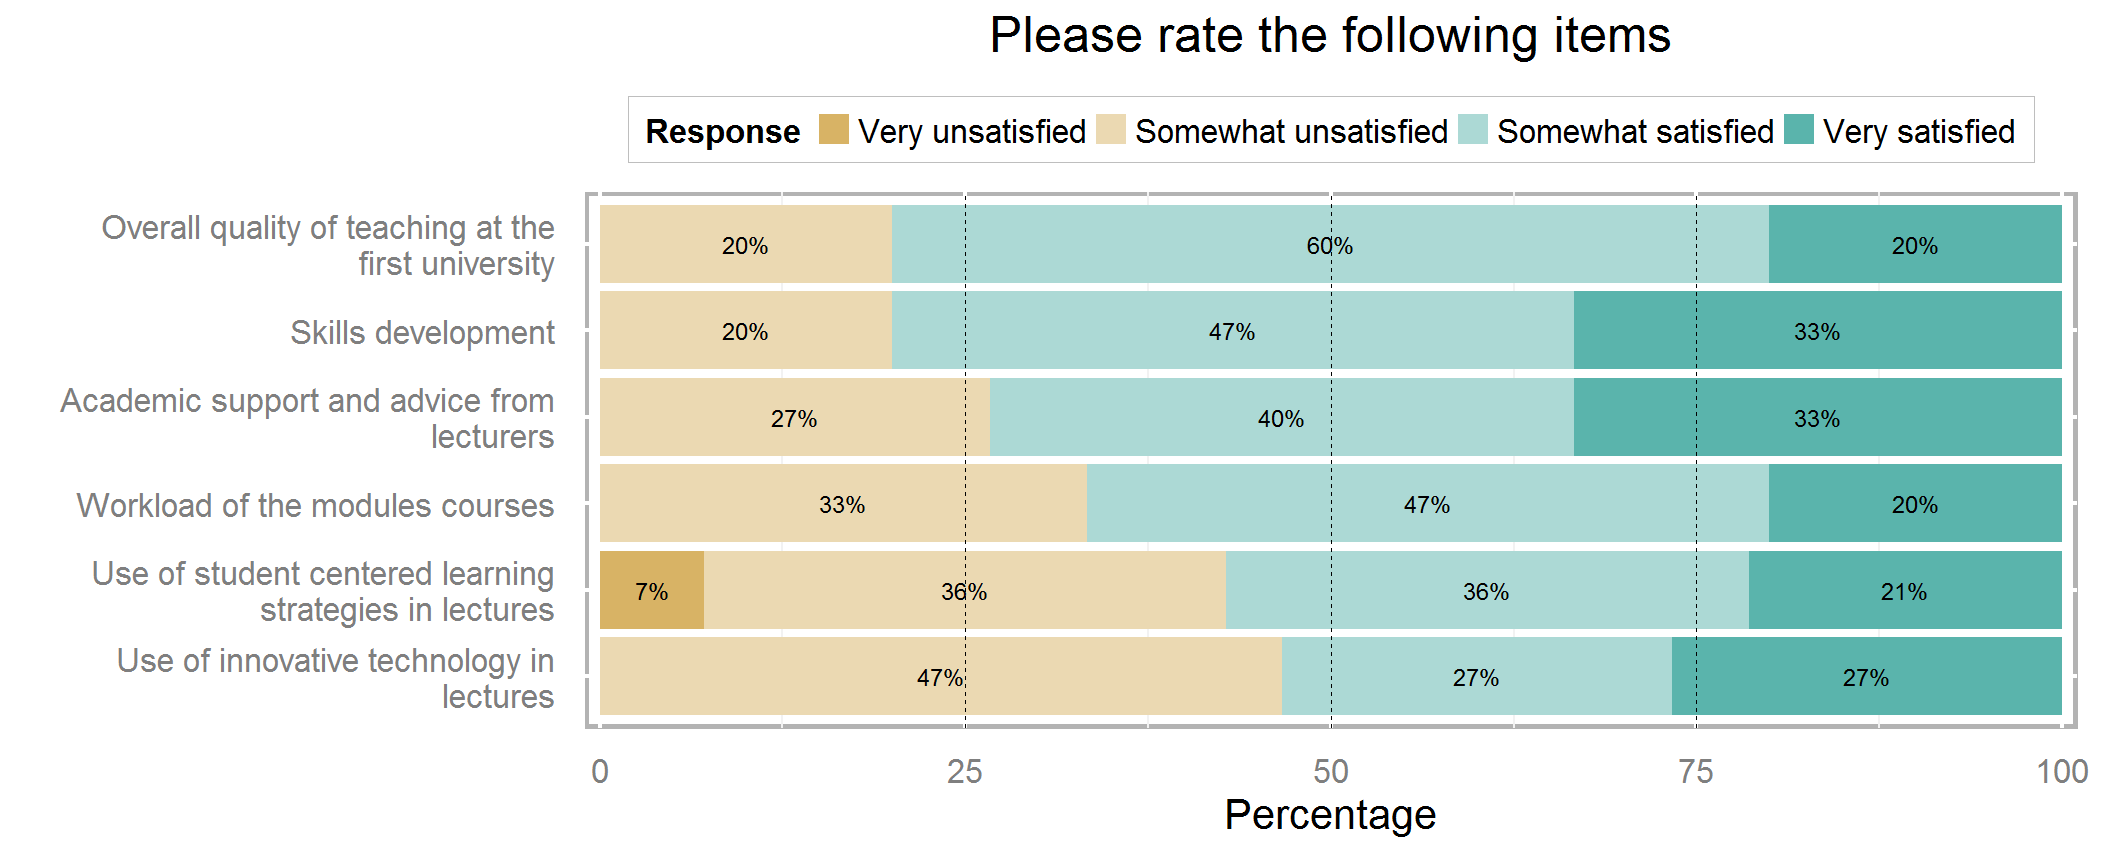 Please rate the following items
Response Very unsatisfied Somewhat unsatisfied Somewhat satisfied Very satisfied
Overall quality of teaching at the
first university
20% 60% 20%
Skills development
20% 47% 33%
Academic support and advice from
lecturers
27% 40% 33%
Workload of the modules courses
33% 47% 20%
Use of student centered learning
strategies in lectures
7% 36% 36% 21%
Use of innovative technology in
lectures
47% 27% 27%
0 25 50 75 100
Percentage